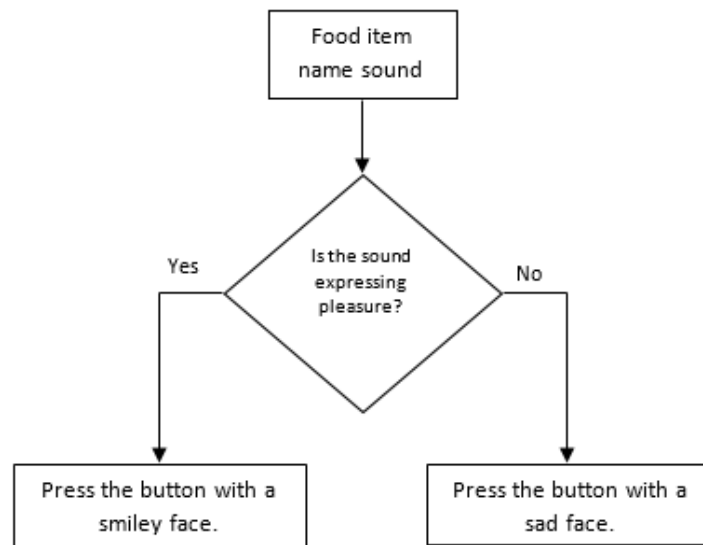 Food item
name sound
Is the sound
expressing
pleasure?
Yes
No
Press the button with a
smiley face.
Press the button with a
sad face.